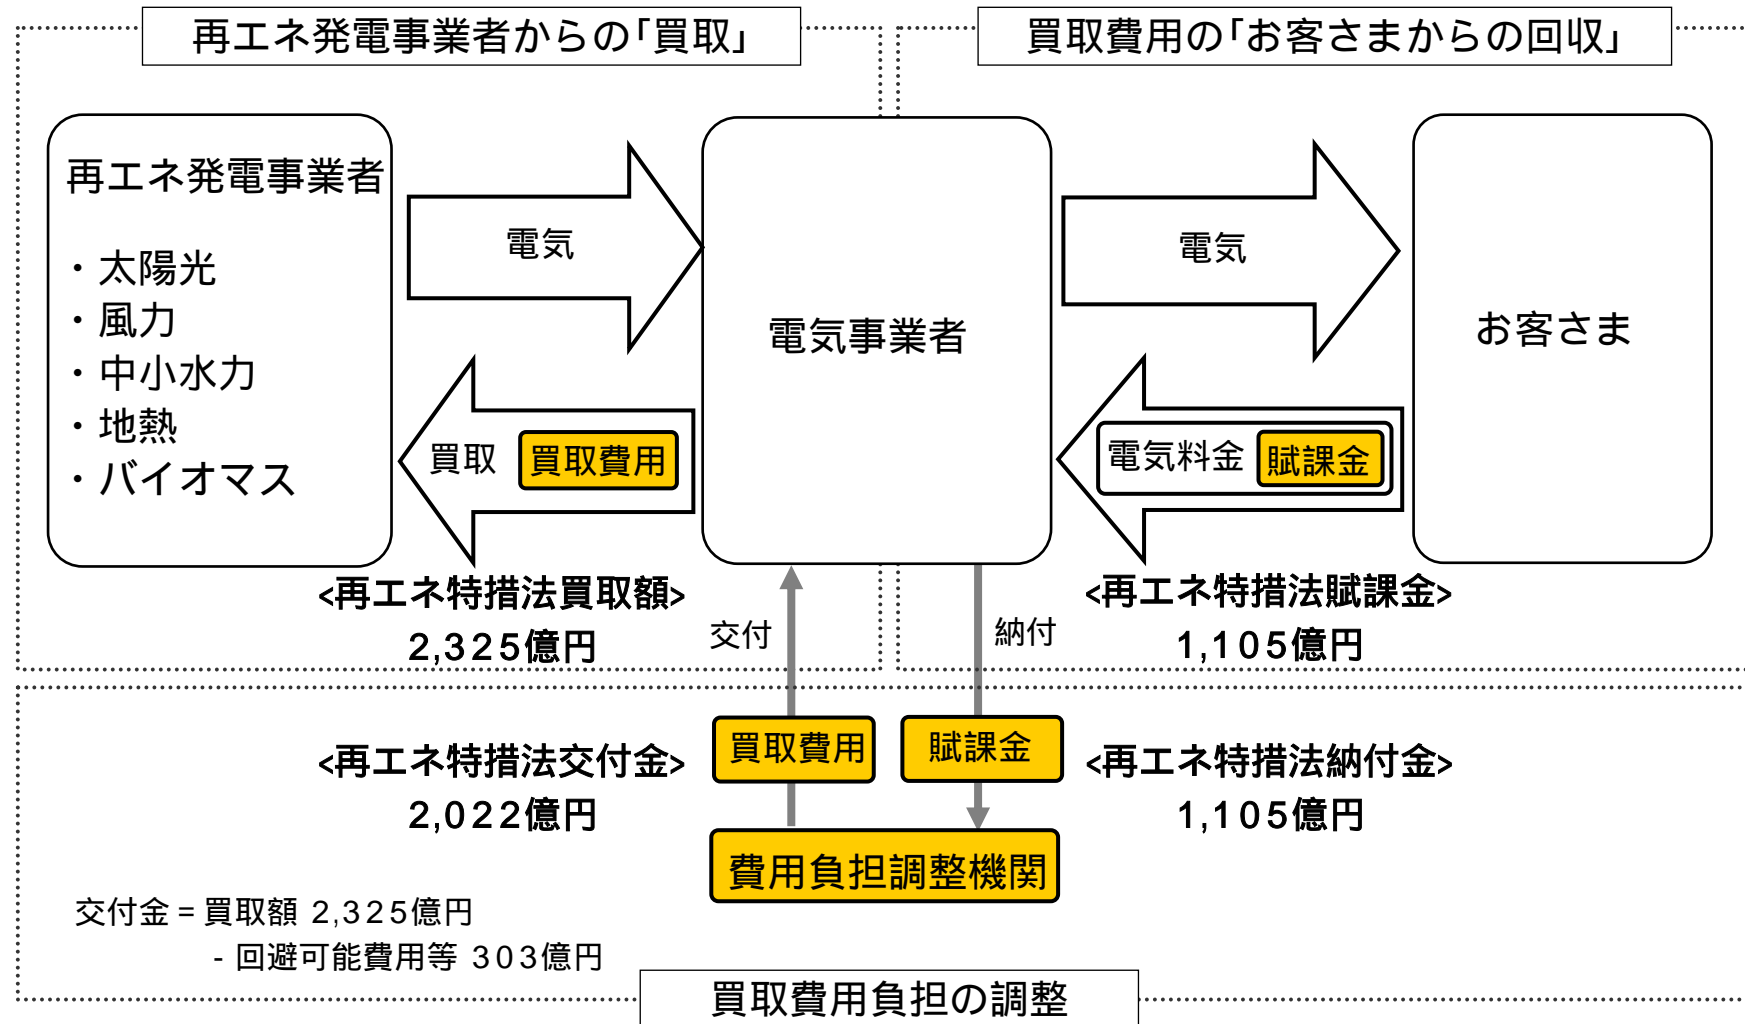 再エネ発電事業者からの「買取」
買取費用の「お客さまからの回収」
再エネ発電事業者
・太陽光
・風力
・中小水力
・地熱
・バイオマス
電気
買取
買取費用
電気事業者
電気
電気料金
賦課金
お客さま
<再エネ特措法買取額>
2,325億円
交付
納付
<再エネ特措法賦課金>
1,105億円
<再エネ特措法交付金>
2,022億円
買取費用
賦課金
<再エネ特措法納付金>
1,105億円
費用負担調整機関
交付金 = 買取額 2,325億円
- 回避可能費用等 303億円
買取費用負担の調整